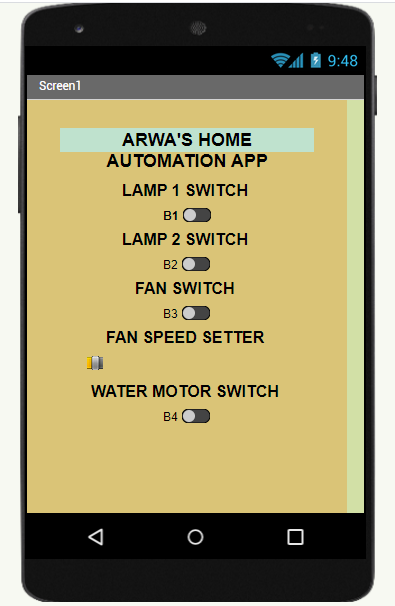 9:48
Screen1
ARWA'S HOME
AUTOMATION APP
LAMP 1 SWITCH
B1
LAMP 2 SWITCH
B2
FAN SWITCH
B3
FAN SPEED SETTER
WATER MOTOR SWITCH
B4